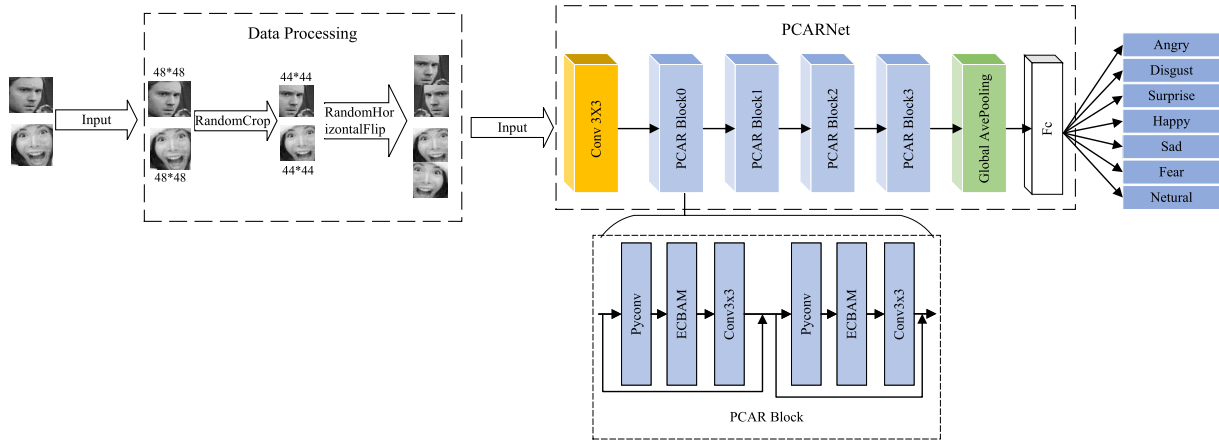 Data Processing
PCARNet
48*48
44*44
Input
RandomCrop
RandomHor
izontalFlip
48*48
44*44
Input
Conv 3X3
PCAR Block0
PCAR Block1
PCAR Block2
PCAR Block3
Global AvePooling
Fc
Angry
Disgust
Surprise
Happy
Sad
Fear
Netural
Pyconv
ECBAM
Conv3x3
Pyconv
ECBAM
Conv3x3
PCAR Block